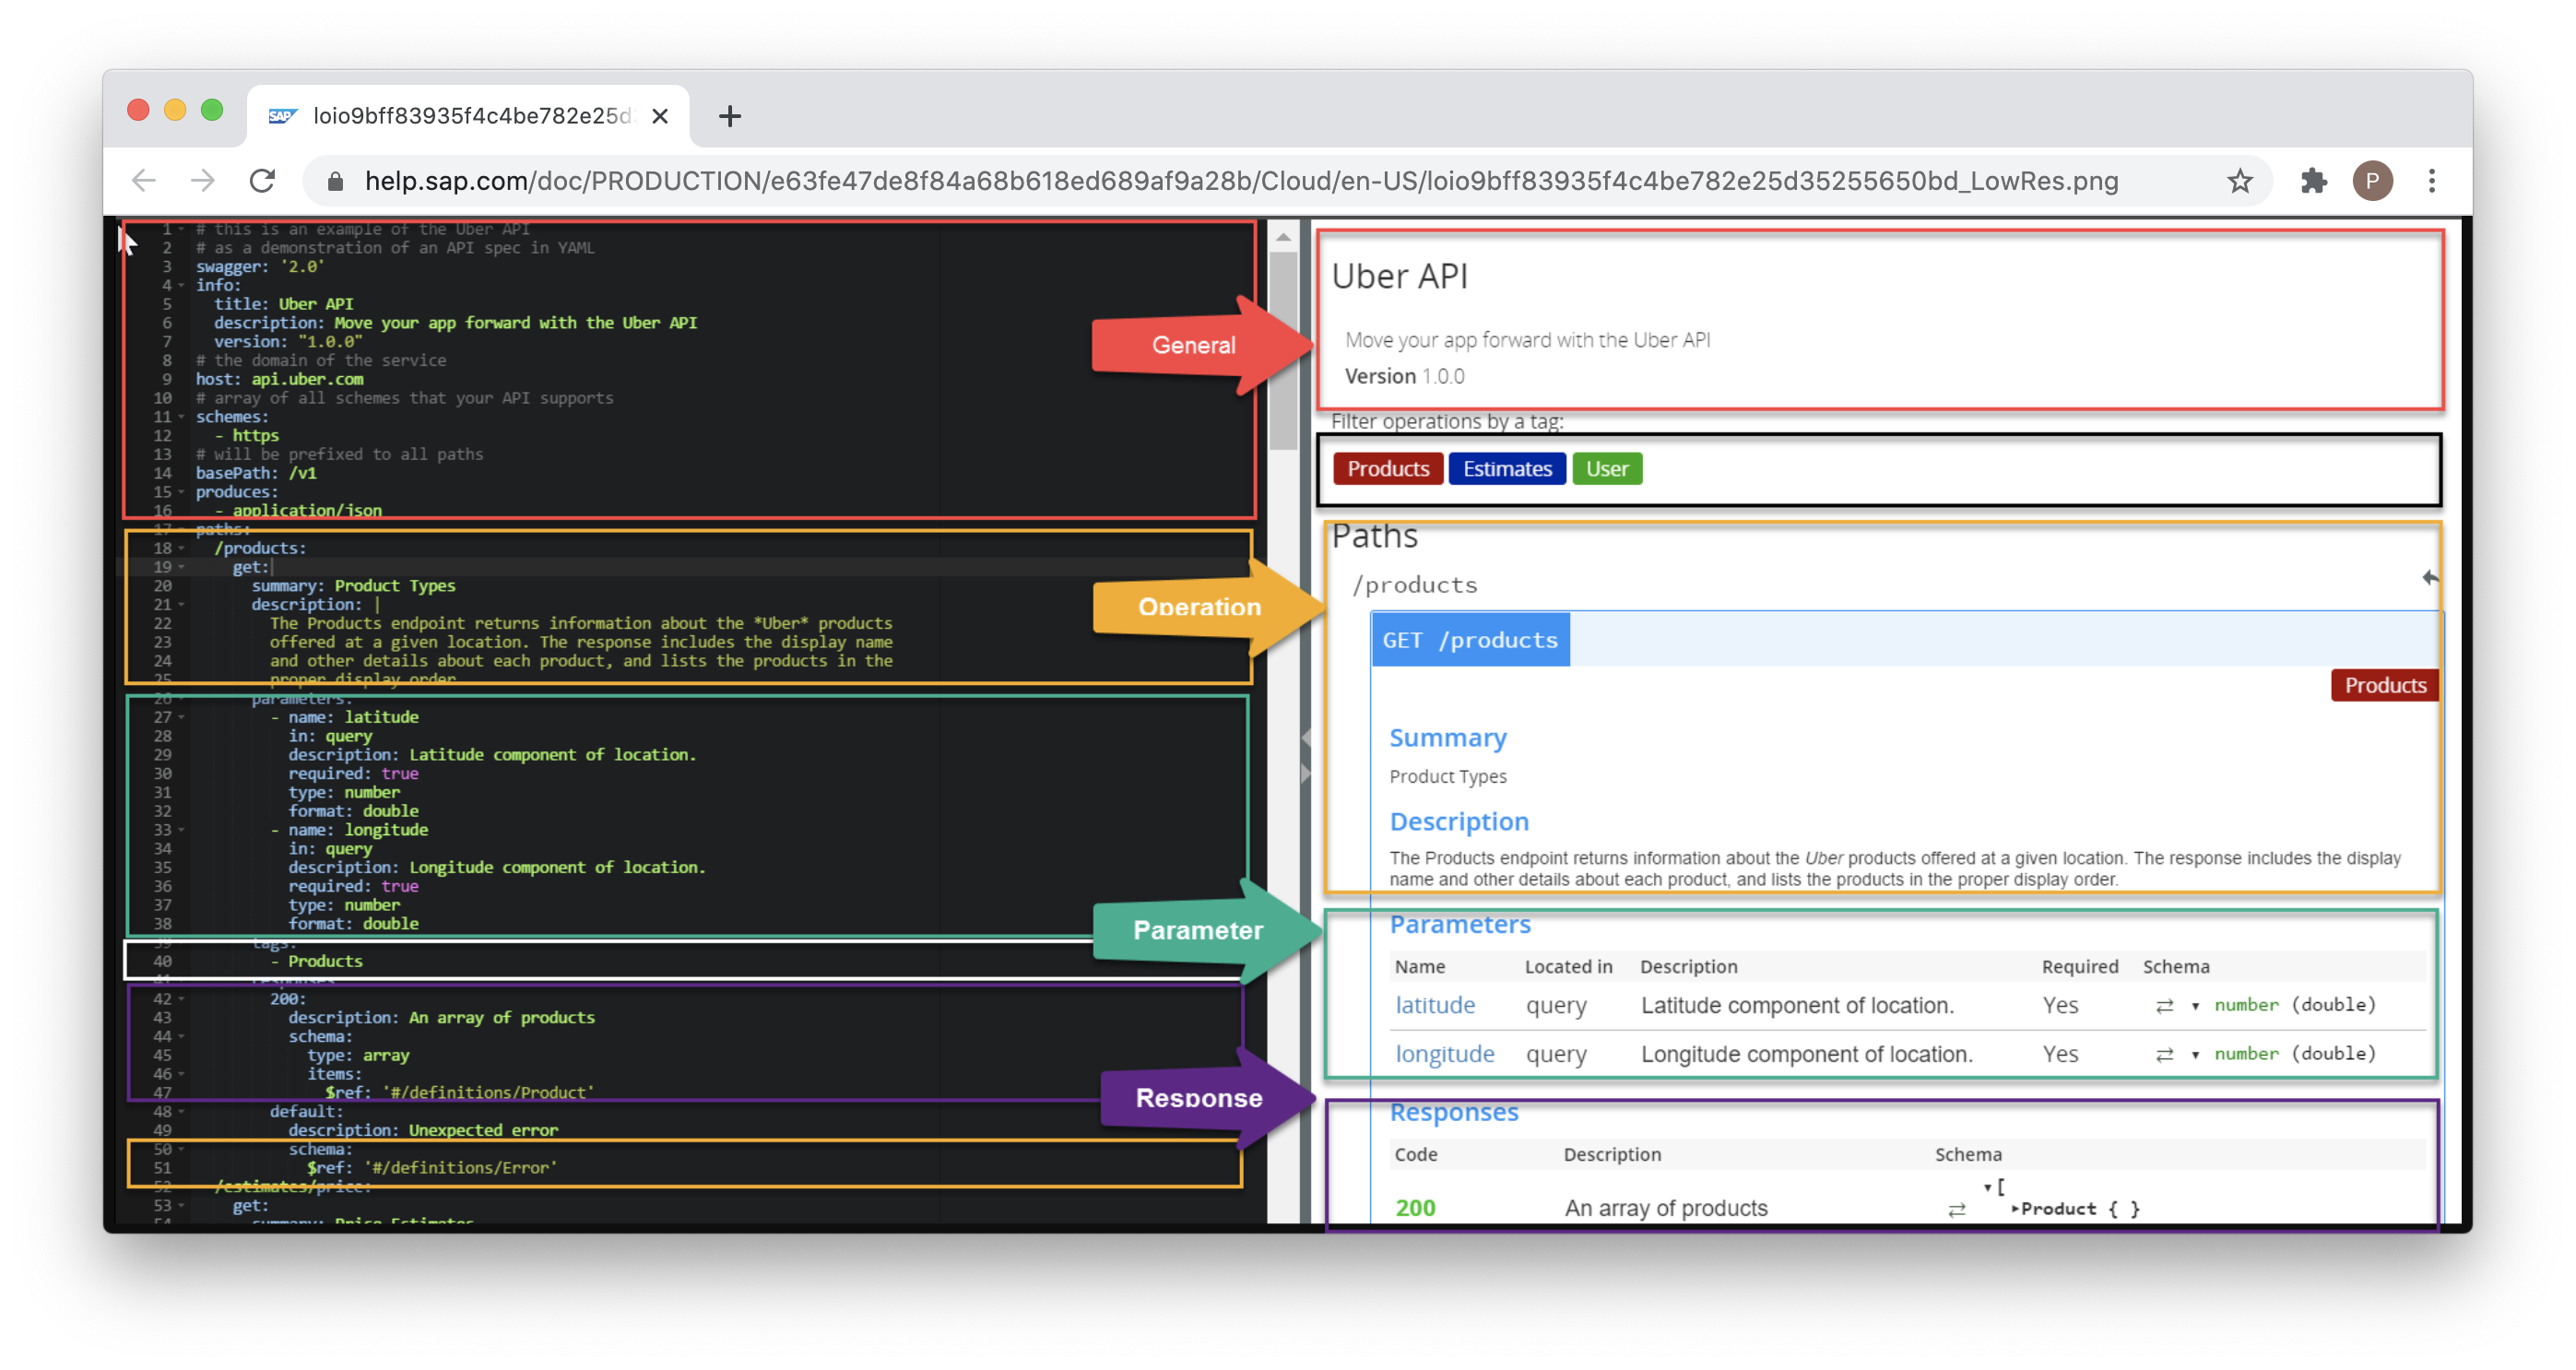 SAP loio9bff83935f4c4be782e25d
help.sap.com/doc/PRODUCTION/e63fe47de8f84a68b618ed689af9a28b/Cloud/en-US/loio9bff83935f4c4be782e25d35255650bd_LowRes.png
P
1 # this is an example of the Uber API
2 # as a demonstration of an API spec in YAML
3 swagger: '2.0'
4 info:
5 title: Uber API
6 description: Move your app forward with the Uber API
7 version: "1.0.0"
8 # the domain of the service
9 host: api.uber.com
10 # array of all schemes that your API supports
11 schemes:
12 - https
13 # will be prefixed to all paths
14 basePath: /v1
15 produces:
16 - application/json
17 paths:
18 /products:
19 get:
20 summary: Product Types
21 description: |
22 The Products endpoint returns information about the *Uber* products
23 offered at a given location. The response includes the display name
24 and other details about each product, and lists the products in the
25 proper display order
26 parameters:
27 - name: latitude
28 in: query
29 description: Latitude component of location.
30 required: true
31 type: number
32 format: double
33 - name: longitude
34 in: query
35 description: Longitude component of location.
36 required: true
37 type: number
38 format: double
39 tags:
40 - Products
41 responses
42 200:
43 description: An array of products
44 schema:
45 type: array
46 items:
47 $ref: '#/definitions/Product'
48 default:
49 description: Unexpected error
50 schema:
51 $ref: '#/definitions/Error'
52 /estimates/price:
53 get:
54 summary: Price Estimates
General
Operation
Parameter
Response
Uber API
Move your app forward with the Uber API
Version 1.0.0
Filter operations by a tag:
Products Estimates User
Paths
/products
GET /products
Products
Summary
Product Types
Description
The Products endpoint returns information about the Uber products offered at a given location. The response includes the display
name and other details about each product, and lists the products in the proper display order.
Parameters
Name Located in Description Required Schema
latitude query Latitude component of location. Yes ⇄ ▾ number (double)
longitude query Longitude component of location. Yes ⇄ ▾ number (double)
Responses
Code Description Schema
▾[
200 An array of products ⇄ ▸Product { }